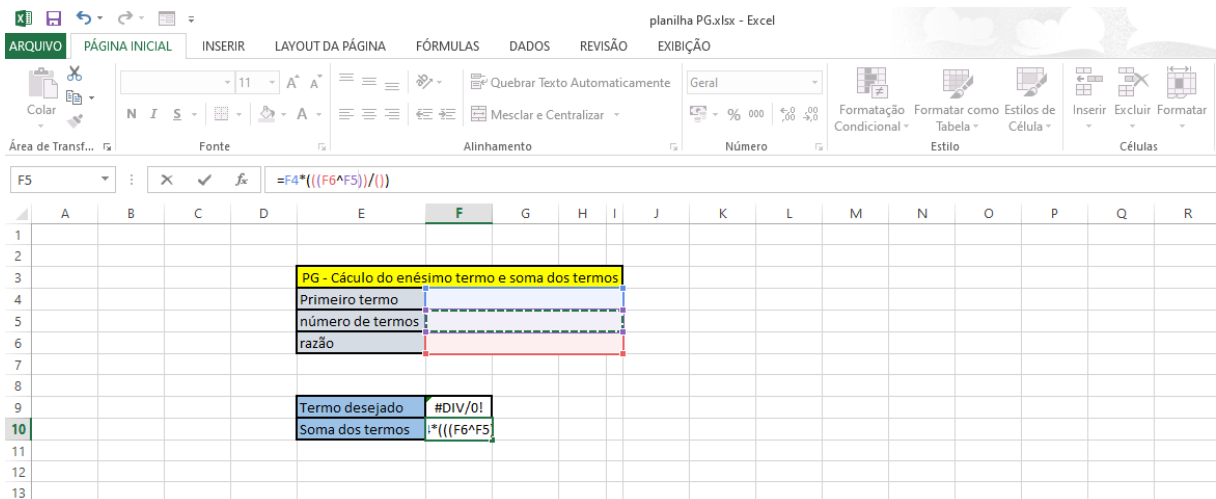 planilha PG.xlsx - Excel
ARQUIVO PÁGINA INICIAL INSERIR LAYOUT DA PÁGINA FÓRMULAS DADOS REVISÃO EXIBIÇÃO
11 A A Quebrar Texto Automaticamente Geral
Colar N I S A Mesclar e Centralizar % 000 Formatação Condicional Formatar como Tabela Estilos de Célula Inserir Excluir Formatar
Área de Transf... Fonte Alinhamento Número Estilo Células
F5 fx =F4*(((F6^F5))/())
A B C D E F G H I J K L M N O P Q R
1
2
3 PG - Cáculo do enésimo termo e soma dos termos
4 Primeiro termo
5 número de termos
6 razão
7
8
9 Termo desejado #DIV/0!
10 Soma dos termos *(((F6^F5)
11
12
13